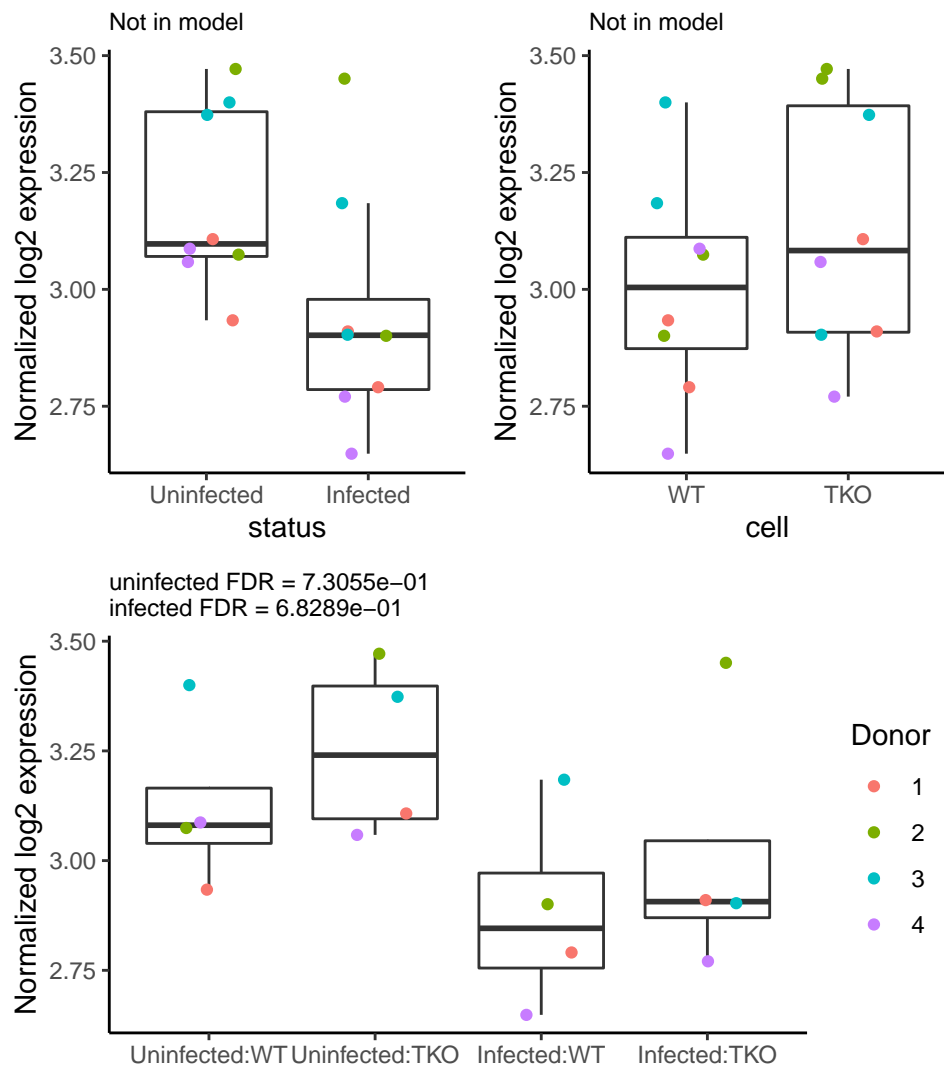 Not in model
Normalized log2 expression
3.50
3.25
3.00
2.75
Uninfected Infected
status
Not in model
Normalized log2 expression
3.50
3.25
3.00
2.75
WT TKO
cell
uninfected FDR = 7.3055e−01
infected FDR = 6.8289e−01
Normalized log2 expression
3.50
3.25
3.00
2.75
Uninfected:WT Uninfected:TKO Infected:WT Infected:TKO
Donor
1
2
3
4